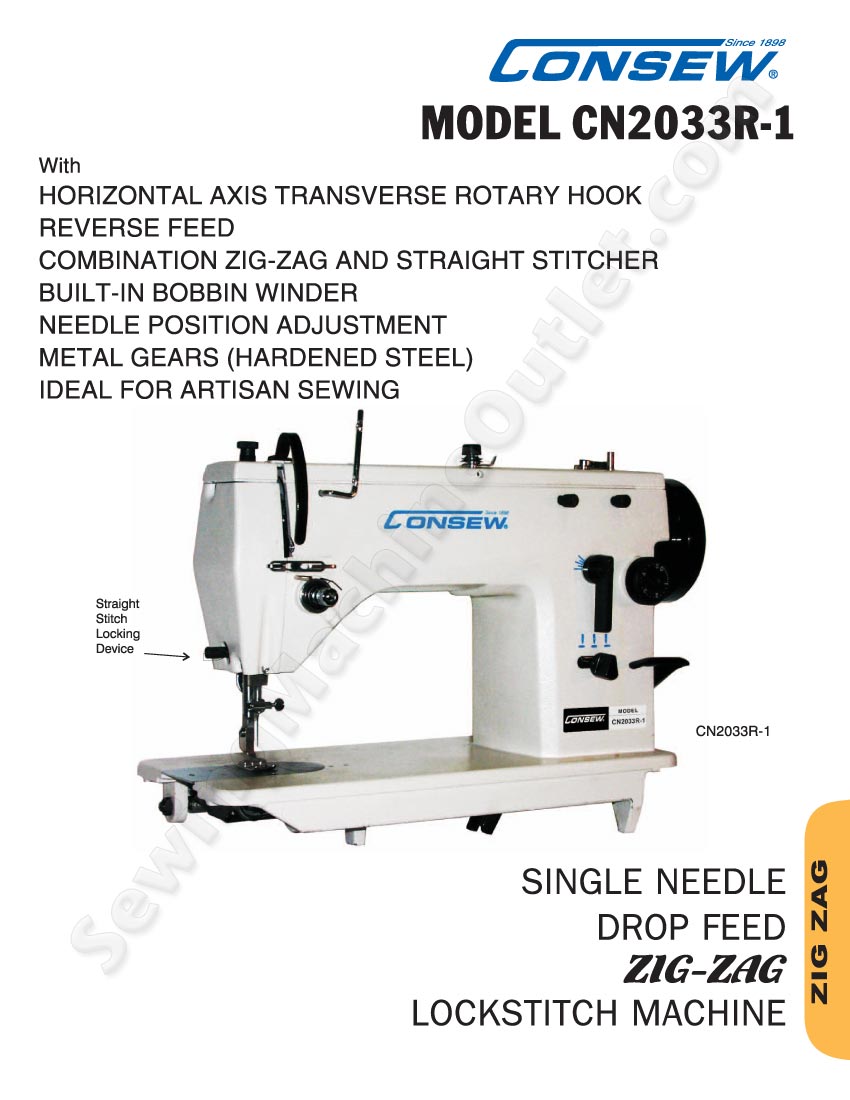 Since 1898
CONSEW®
MODEL CN2033R-1
With
HORIZONTAL AXIS TRANSVERSE ROTARY HOOK
REVERSE FEED
COMBINATION ZIG-ZAG AND STRAIGHT STITCHER
BUILT-IN BOBBIN WINDER
NEEDLE POSITION ADJUSTMENT
METAL GEARS (HARDENED STEEL)
IDEAL FOR ARTISAN SEWING
Since 1898
CONSEW®
Straight
Stitch
Locking
Device
CONSEW.
MODEL
CN2033R-1
CN2033R-1
SINGLE NEEDLE
DROP FEED
ZIG-ZAG
LOCKSTITCH MACHINE
ZIG ZAG
SewingMachineOutlet.com